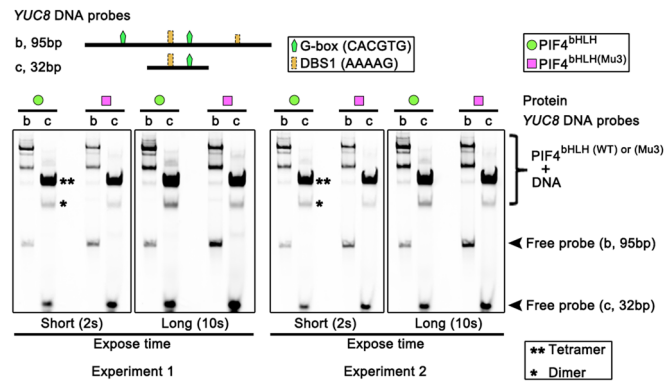 YUC8 DNA probes
b, 95bp
c, 32bp
G-box (CACGTG)
DBS1 (AAAAG)
PIF4bHLH
PIF4bHLH(Mu3)
Protein
b c b c b c b c b c b c b c b c YUC8 DNA probes
** *
** *
PIF4bHLH (WT) or (Mu3)
+
DNA
Free probe (b, 95bp)
Free probe (c, 32bp)
Short (2s) Long (10s) Short (2s) Long (10s)
Expose time Expose time
Experiment 1 Experiment 2
** Tetramer
* Dimer